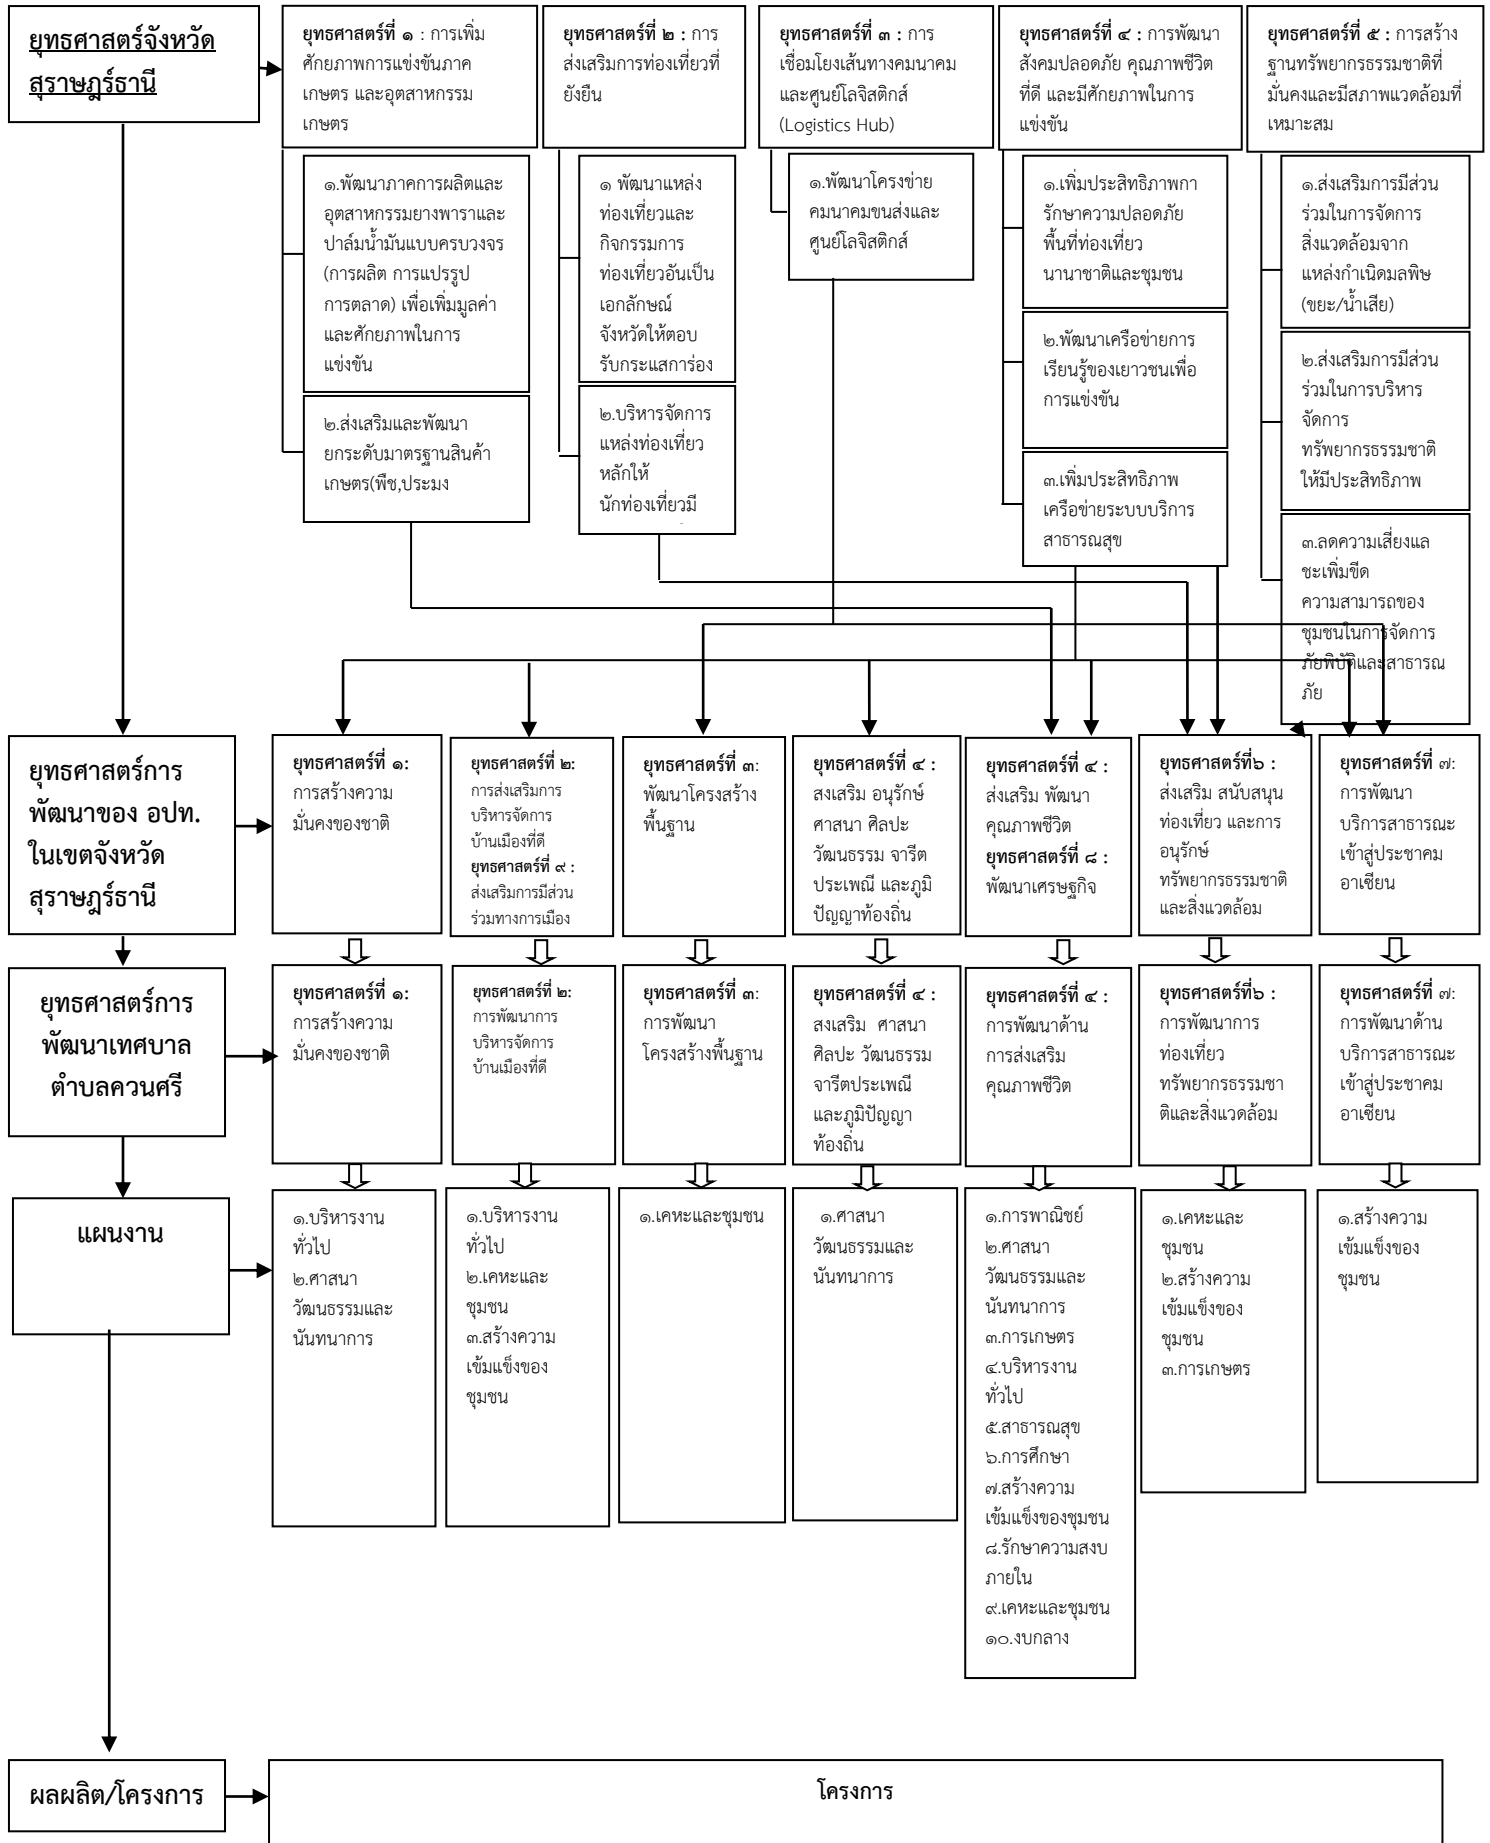 ยุทธศาสตร์จังหวัด
สุราษฎร์ธานี
ยุทธศาสตร์ที่ ๑ : การเพิ่ม
ศักยภาพการแข่งขันภาค
เกษตร และอุตสาหกรรม
เกษตร
ยุทธศาสตร์ที่ ๒ : การ
ส่งเสริมการท่องเที่ยวที่
ยังยืน
ยุทธศาสตร์ที่ ๓ : การ
เชื่อมโยงเส้นทางคมนาคม
และศูนย์โลจิสติกส์
(Logistics Hub)
ยุทธศาสตร์ที่ ๔ : การพัฒนา
สังคมปลอดภัย คุณภาพชีวิต
ที่ดี และมีศักยภาพในการ
แข่งขัน
ยุทธศาสตร์ที่ ๕ : การสร้าง
ฐานทรัพยากรธรรมชาติที่
มั่นคงและมีสภาพแวดล้อมที่
เหมาะสม
๑.พัฒนาภาคการผลิตและ
อุตสาหกรรมยางพาราและ
ปาล์มน้ำมันแบบครบวงจร
(การผลิต การแปรรูป
การตลาด) เพื่อเพิ่มมูลค่า
และศักยภาพในการ
แข่งขัน
๒.ส่งเสริมและพัฒนา
ยกระดับมาตรฐานสินค้า
เกษตร(พืช,ประมง
๑ พัฒนาแหล่ง
ท่องเที่ยวและ
กิจกรรมการ
ท่องเที่ยวอันเป็น
เอกลักษณ์
จังหวัดให้ตอบ
รับกระแสการ่อง
๒.บริหารจัดการ
แหล่งท่องเที่ยว
หลักให้
นักท่องเที่ยวมี
๑.พัฒนาโครงข่าย
คมนาคมขนส่งและ
ศูนย์โลจิสติกส์
๑.เพิ่มประสิทธิภาพกา
รักษาความปลอดภัย
พื้นที่ท่องเที่ยว
นานาชาติและชุมชน
๒.พัฒนาเครือข่ายการ
เรียนรู้ของเยาวชนเพื่อ
การแข่งขัน
๓.เพิ่มประสิทธิภาพ
เครือข่ายระบบบริการ
สาธารณสุข
๑.ส่งเสริมการมีส่วน
ร่วมในการจัดการ
สิ่งแวดล้อมจาก
แหล่งกำเนิดมลพิษ
(ขยะ/น้ำเสีย)
๒.ส่งเสริมการมีส่วน
ร่วมในการบริหาร
จัดการ
ทรัพยากรธรรมชาติ
ให้มีประสิทธิภาพ
๓.ลดความเสี่ยงแล
ชะเพิ่มขีด
ความสามารถของ
ชุมชนในการจัดการ
ภัยพิบัติและสาธารณ
ภัย
ยุทธศาสตร์การ
พัฒนาของ อปท.
ในเขตจังหวัด
สุราษฎร์ธานี
ยุทธศาสตร์ที่ ๑:
การสร้างความ
มั่นคงของชาติ
ยุทธศาสตร์ที่ ๒:
การส่งเสริมการ
บริหารจัดการ
บ้านเมืองที่ดี
ยุทธศาสตร์ที่ ๙ :
ส่งเสริมการมีส่วน
ร่วมทางการเมือง
ยุทธศาสตร์ที่ ๓:
พัฒนาโครงสร้าง
พื้นฐาน
ยุทธศาสตร์ที่ ๔ :
สงเสริม อนุรักษ์
ศาสนา ศิลปะ
วัฒนธรรม จารีต
ประเพณี และภูมิ
ปัญญาท้องถิ่น
ยุทธศาสตร์ที่ ๔ :
ส่งเสริม พัฒนา
คุณภาพชีวิต
ยุทธศาสตร์ที่ ๘ :
พัฒนาเศรษฐกิจ
ยุทธศาสตร์ที่๖ :
ส่งเสริม สนับสนุน
ท่องเที่ยว และการ
อนุรักษ์
ทรัพยากรธรรมชาติ
และสิ่งแวดล้อม
ยุทธศาสตร์ที่ ๗:
การพัฒนา
บริการสาธารณะ
เข้าสู่ประชาคม
อาเซียน
ยุทธศาสตร์การ
พัฒนาเทศบาล
ตำบลควนศรี
ยุทธศาสตร์ที่ ๑:
การสร้างความ
มั่นคงของชาติ
ยุทธศาสตร์ที่ ๒:
การพัฒนาการ
บริหารจัดการ
บ้านเมืองที่ดี
ยุทธศาสตร์ที่ ๓:
การพัฒนา
โครงสร้างพื้นฐาน
ยุทธศาสตร์ที่ ๔ :
สงเสริม ศาสนา
ศิลปะ วัฒนธรรม
จารีตประเพณี
และภูมิปัญญา
ท้องถิ่น
ยุทธศาสตร์ที่ ๔ :
การพัฒนาด้าน
การส่งเสริม
คุณภาพชีวิต
ยุทธศาสตร์ที่๖ :
การพัฒนาการ
ท่องเที่ยว
ทรัพยากรธรรมชา
ติและสิ่งแวดล้อม
ยุทธศาสตร์ที่ ๗:
การพัฒนาด้าน
บริการสาธารณะ
เข้าสู่ประชาคม
อาเซียน
แผนงาน
๑.บริหารงาน
ทั่วไป
๒.ศาสนา
วัฒนธรรมและ
นันทนาการ
๑.บริหารงาน
ทั่วไป
๒.เคหะและ
ชุมชน
๓.สร้างความ
เข้มแข็งของ
ชุมชน
๑.เคหะและชุมชน
๑.ศาสนา
วัฒนธรรมและ
นันทนาการ
๑.การพาณิชย์
๒.ศาสนา
วัฒนธรรมและ
นันทนาการ
๓.การเกษตร
๔.บริหารงาน
ทั่วไป
๕.สาธารณสุข
๖.การศึกษา
๗.สร้างความ
เข้มแข็งของชุมชน
๘.รักษาความสงบ
ภายใน
๙.เคหะและชุมชน
๑๐.งบกลาง
๑.เคหะและ
ชุมชน
๒.สร้างความ
เข้มแข็งของ
ชุมชน
๓.การเกษตร
๑.สร้างความ
เข้มแข็งของ
ชุมชน
ผลผลิต/โครงการ
โครงการ